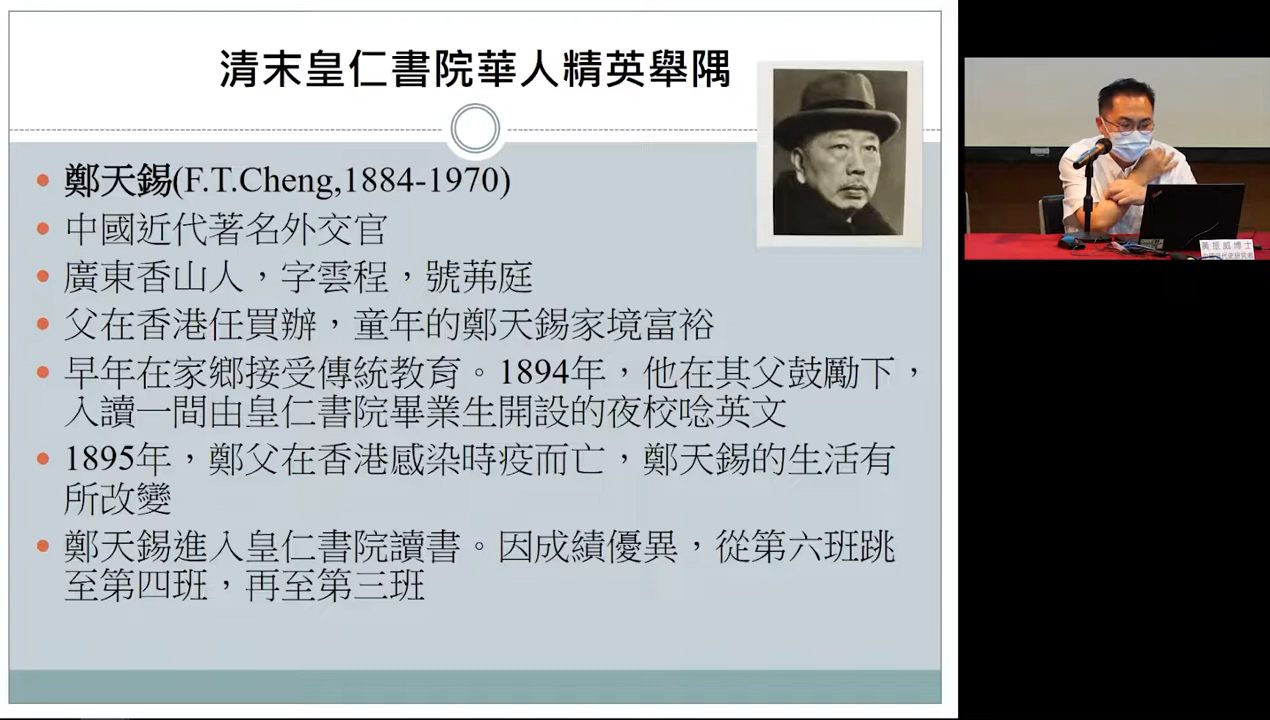 清末皇仁書院華人精英舉隅
鄭天錫(F.T.Cheng,1884-1970)
中國近代著名外交官
廣東香山人，字雲程，號茀庭
父在香港任買辦，童年的鄭天錫家境富裕
早年在家鄉接受傳統教育。1894年，他在其父鼓勵下，
入讀一間由皇仁書院畢業生開設的夜校唸英文
1895年，鄭父在香港感染時疫而亡，鄭天錫的生活有
所改變
鄭天錫進入皇仁書院讀書。因成績優異，從第六班跳
至第四班，再至第三班